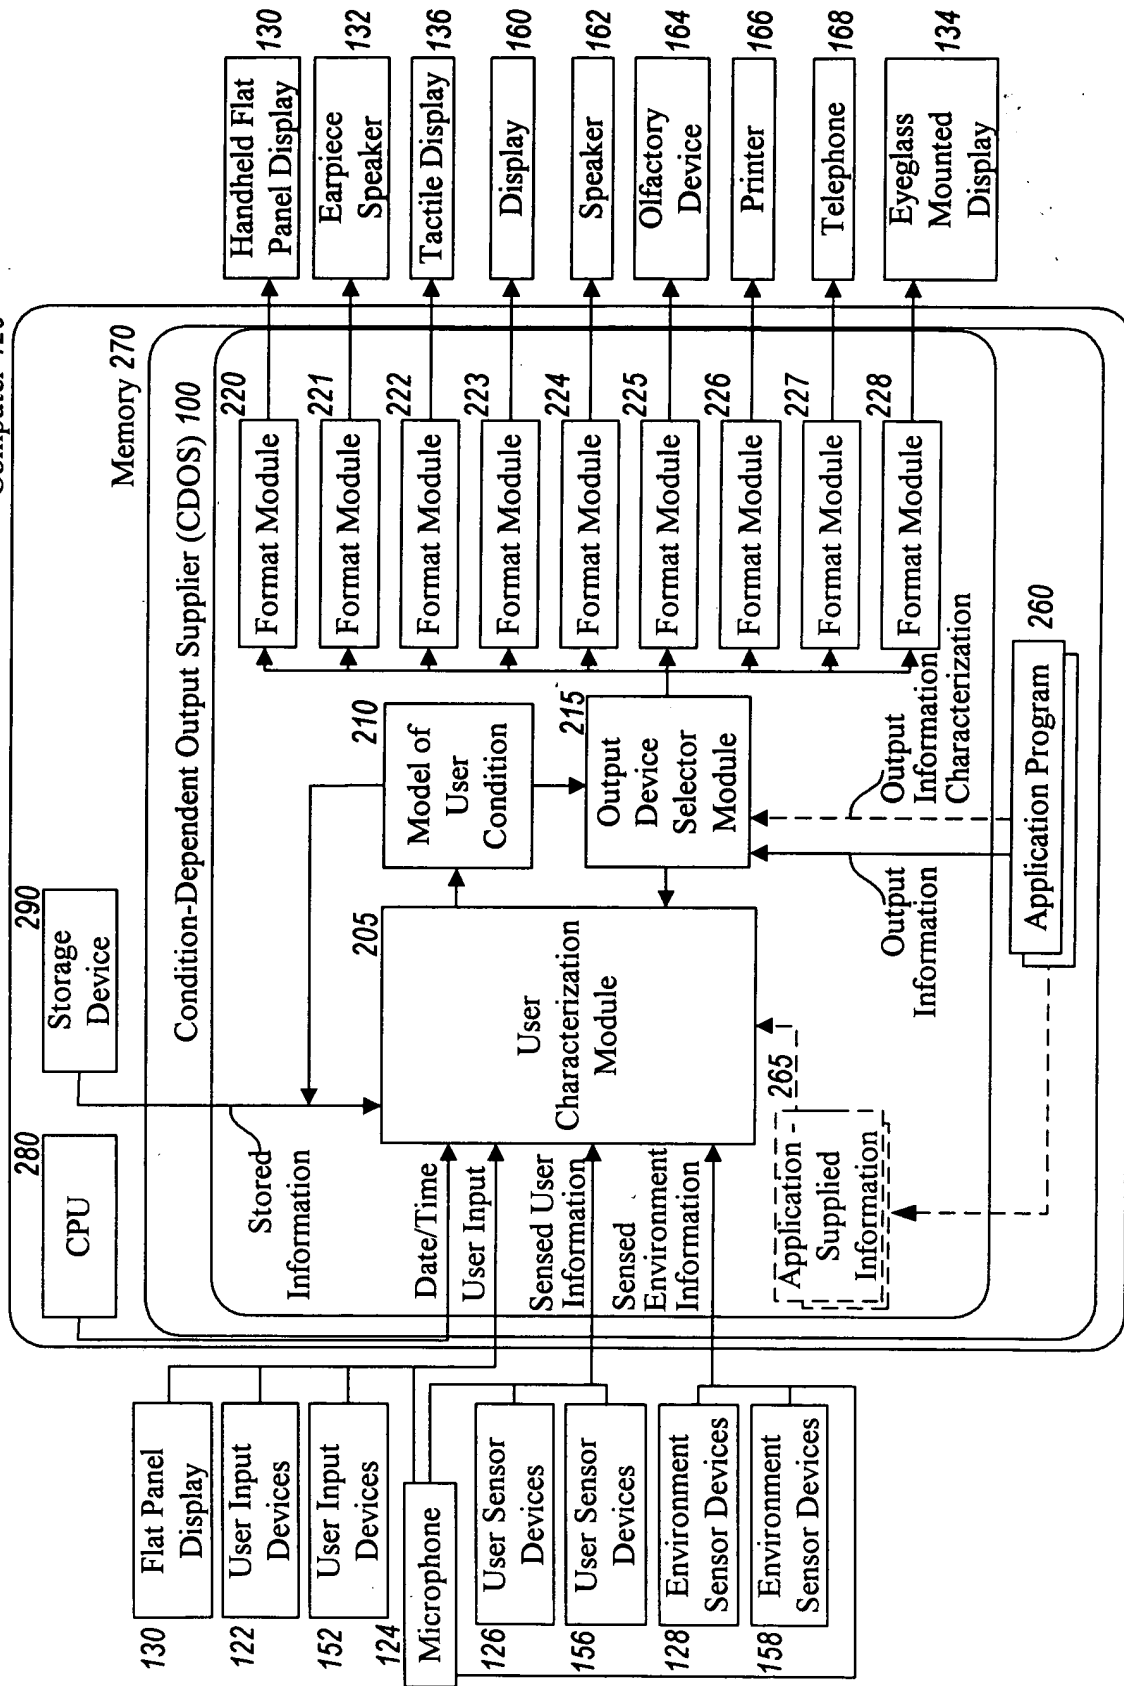 Computer
Memory 270
Condition-Dependent Output Supplier (CDOS) 100
280
CPU
290
Storage
Device
Stored
Information
Date/Time
User Input
Sensed User
Information
Sensed
Environment
Information
205
User
Characterization
Module
210
Model of
User
Condition
215
Output
Device
Selector
Module
220
Format Module
221
Format Module
222
Format Module
223
Format Module
224
Format Module
225
Format Module
226
Format Module
227
Format Module
228
Format Module
265
Application-
Supplied
Information
Output
Information
Output
Information
Characterization
Application Program
260
130
Flat Panel
Display
122
User Input
Devices
152
User Input
Devices
124
Microphone
126
User Sensor
Devices
156
User Sensor
Devices
128
Environment
Sensor Devices
158
Environment
Sensor Devices
Handheld Flat
Panel Display
130
Earpiece
Speaker
132
Tactile Display
136
Display
160
Speaker
162
Olfactory
Device
164
Printer
166
Telephone
168
Eyeglass
Mounted
Display
134